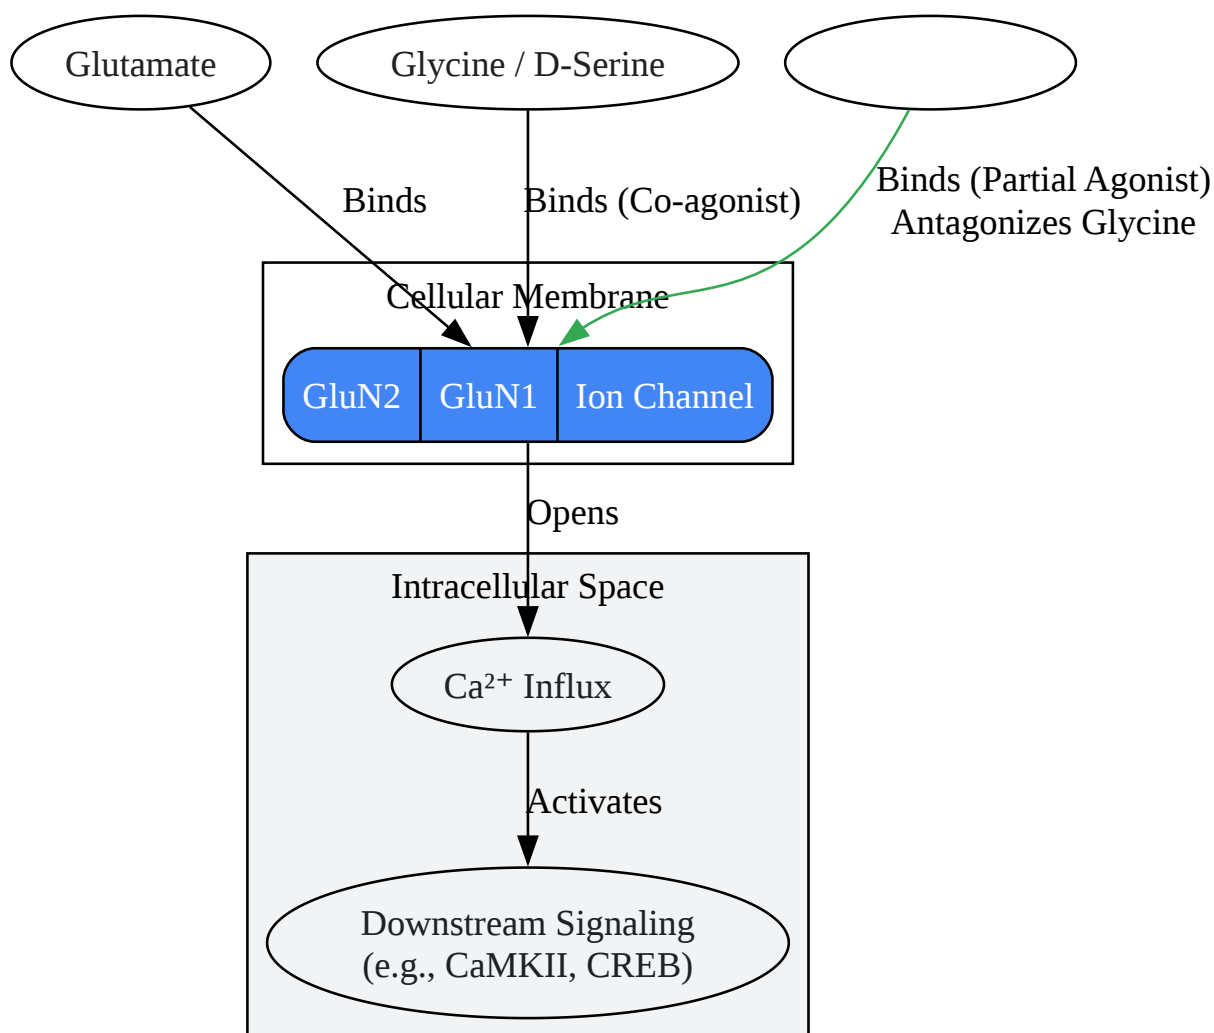 Glutamate
Glycine / D-Serine
Binds
Binds (Co-agonist)
Binds (Partial Agonist)
Antagonizes Glycine
Cellular Membrane
GluN2
GluN1
Ion Channel
Opens
Intracellular Space
Ca²⁺ Influx
Activates
Downstream Signaling
(e.g., CaMKII, CREB)